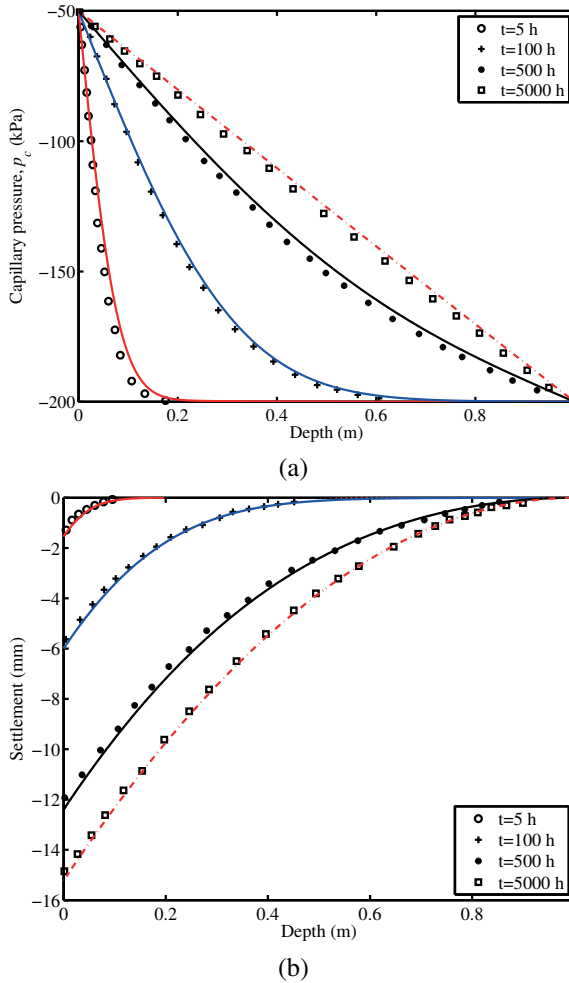 −50
−100
−150
−200
Capillary pressure, p_c (kPa)
t=5 h
t=100 h
t=500 h
t=5000 h
0 0.2 0.4 0.6 0.8
Depth (m)
(a)
0
−2
−4
−6
−8
−10
−12
−14
−16
Settlement (mm)
t=5 h
t=100 h
t=500 h
t=5000 h
0 0.2 0.4 0.6 0.8
Depth (m)
(b)